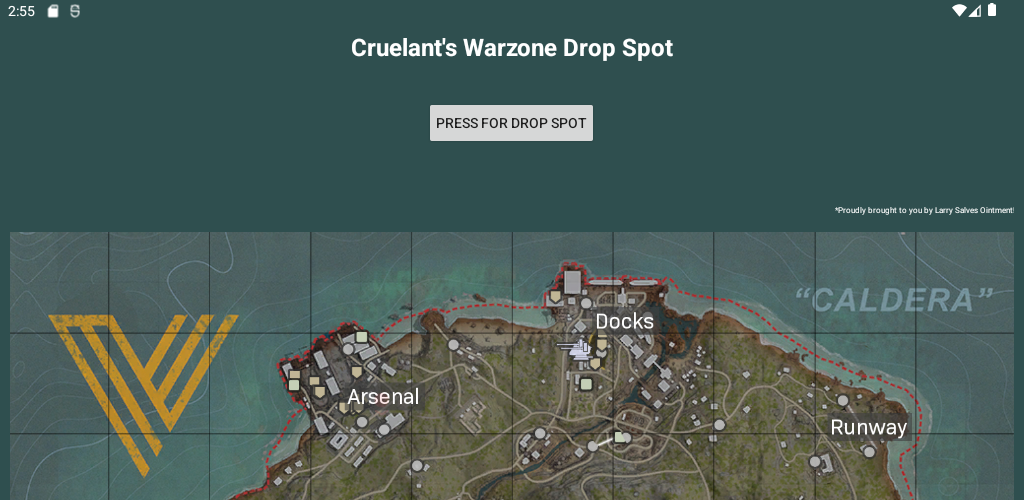 2:55
Cruelant's Warzone Drop Spot
PRESS FOR DROP SPOT
*Proudly brought to you by Larry Salves Ointment!
“CALDERA”
Docks
Arsenal
Runway